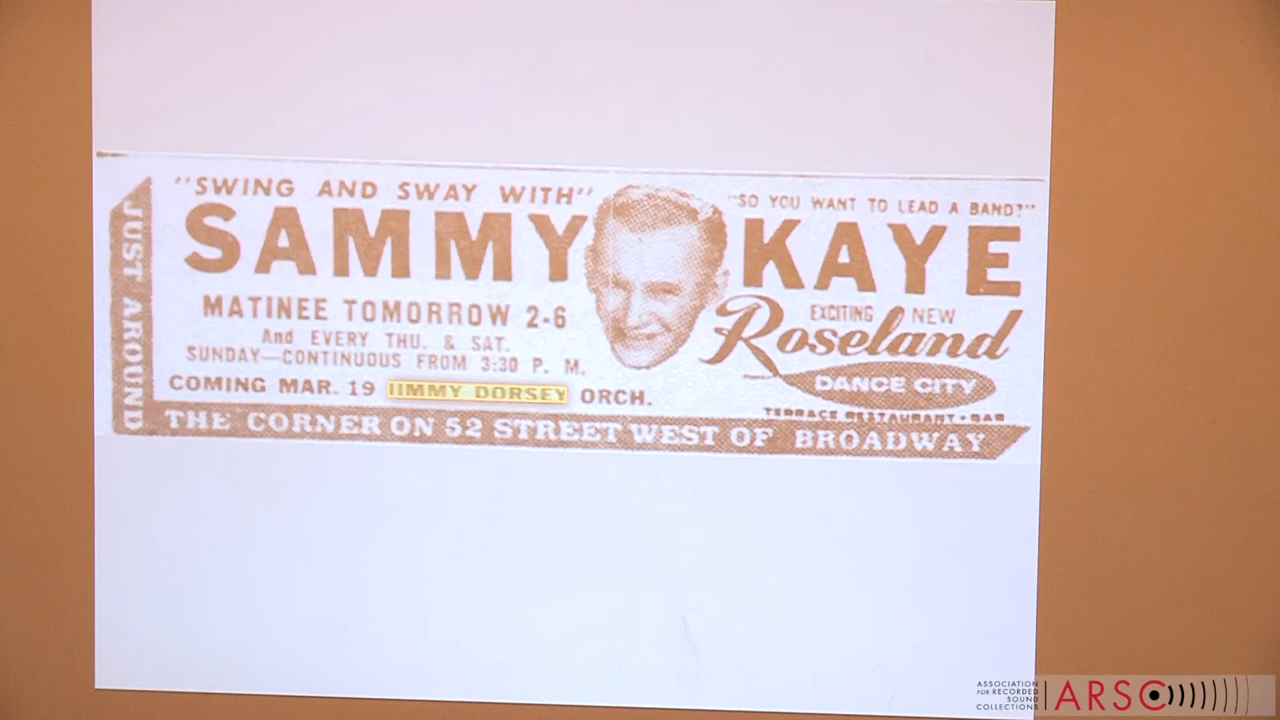 "SWING AND SWAY WITH"
SAMMY
"SO YOU WANT TO LEAD A BAND?"
KAYE
MATINEE TOMORROW 2-6
And EVERY THU. & SAT.
SUNDAY—CONTINUOUS FROM 3:30 P. M.
COMING MAR. 19 JIMMY DORSEY ORCH.
EXCITING NEW
Roseland
DANCE CITY
TERRACE RESTAURANT • BAR
JUST AROUND
THE CORNER ON 52 STREET WEST OF BROADWAY
ASSOCIATION
FOR RECORDED
SOUND
COLLECTIONS
ARSC